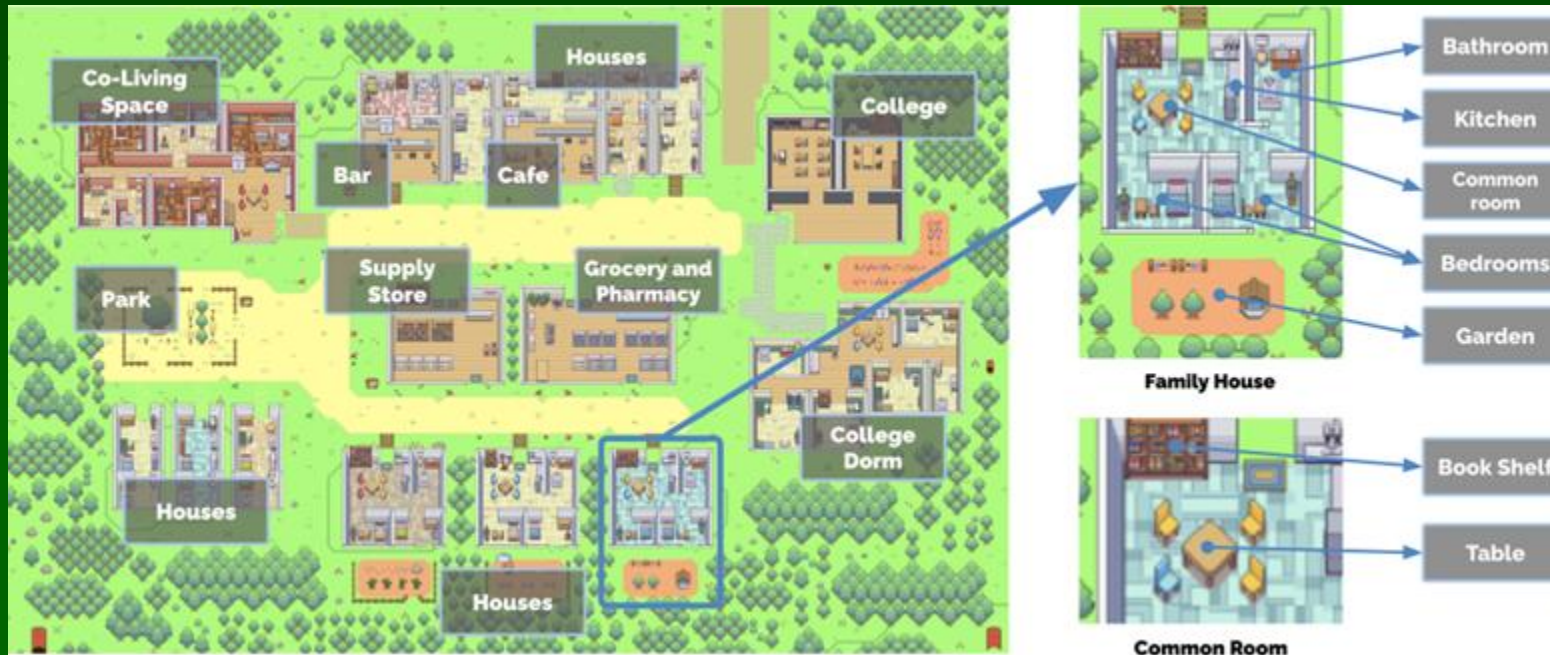 Houses
Co-Living
Space
College
Bar
Cafe
Supply
Store
Grocery and
Pharmacy
Park
College
Dorm
Houses
Houses
Bathroom
Kitchen
Common
room
Bedrooms
Garden
Family House
Book Shelf
Table
Common Room